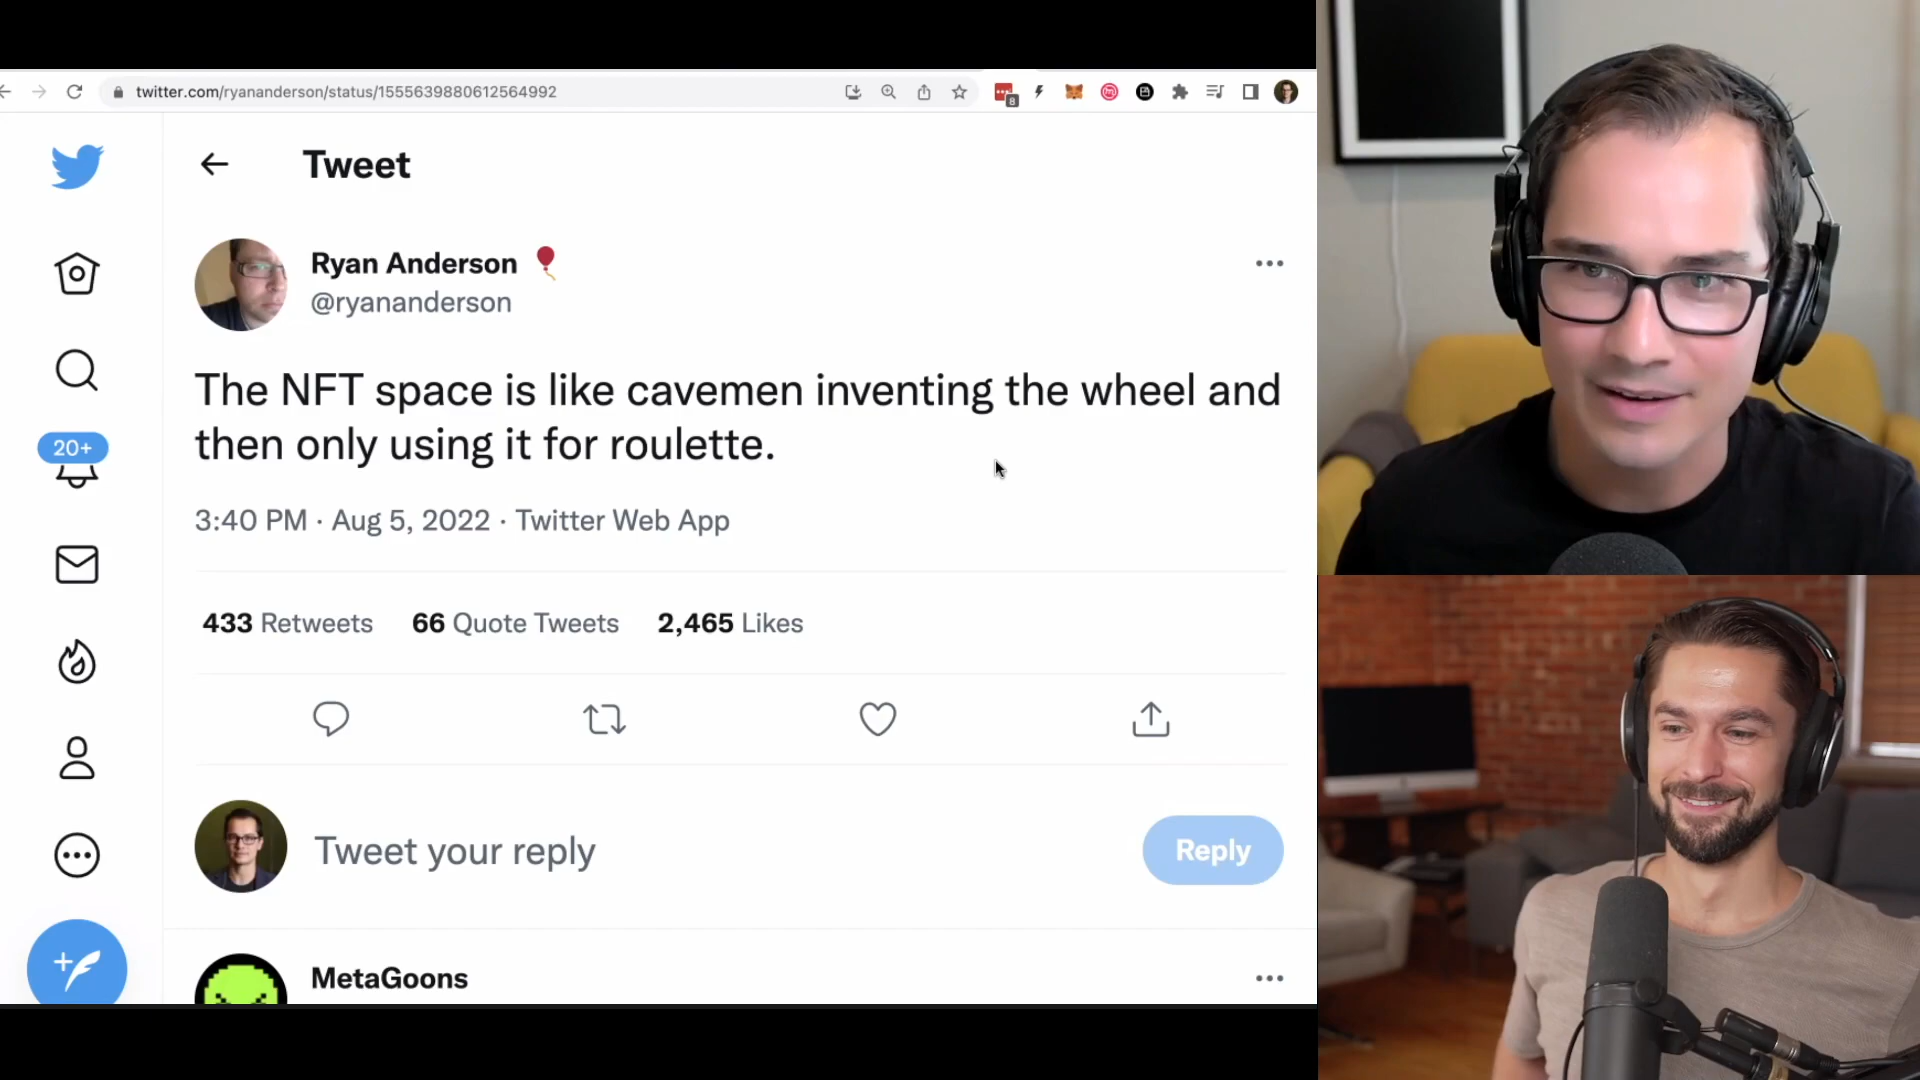 twitter.com/ryananderson/status/1555639880612564992
8
Tweet
Ryan Anderson
@ryananderson
The NFT space is like cavemen inventing the wheel and
then only using it for roulette.
20+
3:40 PM · Aug 5, 2022 · Twitter Web App
433 Retweets 66 Quote Tweets 2,465 Likes
Tweet your reply
Reply
MetaGoons